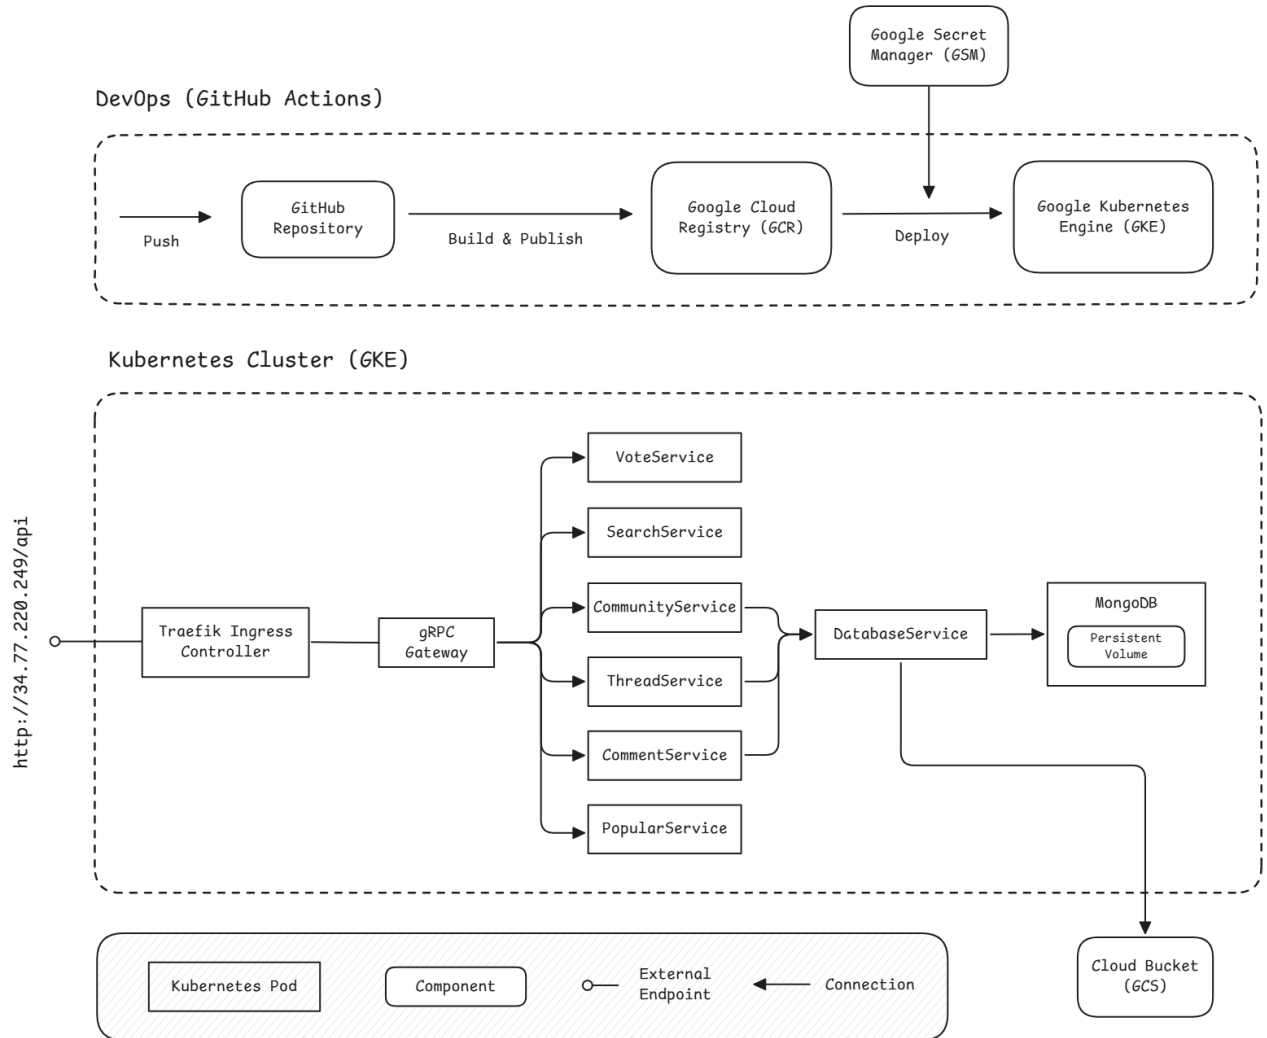 Google Secret
Manager (GSM)
DevOps (GitHub Actions)
GitHub
Repository
Google Cloud
Registry (GCR)
Google Kubernetes
Engine (GKE)
Push
Build & Publish
Deploy
Kubernetes Cluster (GKE)
http://34.77.220.249/api
Traefik Ingress
Controller
gRPC
Gateway
VoteService
SearchService
CommunityService
ThreadService
CommentService
PopularService
DatabaseService
MongoDB
Persistent
Volume
Kubernetes Pod
Component
External
Endpoint
Connection
Cloud Bucket
(GCS)